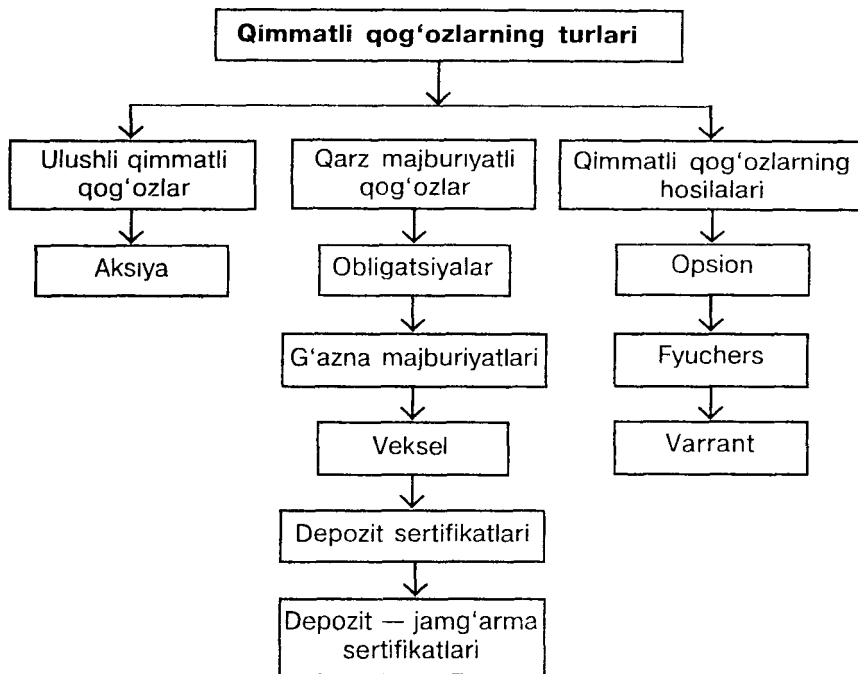 Qimmatli qog‘ozlarning turlari
Ulushli qimmatli
qog‘ozlar
Qarz majburiyatli
qog‘ozlar
Qimmatli qog‘ozlarning
hosilalari
Aksiya
Obligatsiyalar
Opsion
G‘azna majburiyatlari
Fyuchers
Veksel
Varrant
Depozit sertifikatlari
Depozit — jamg‘arma
sertifikatlari